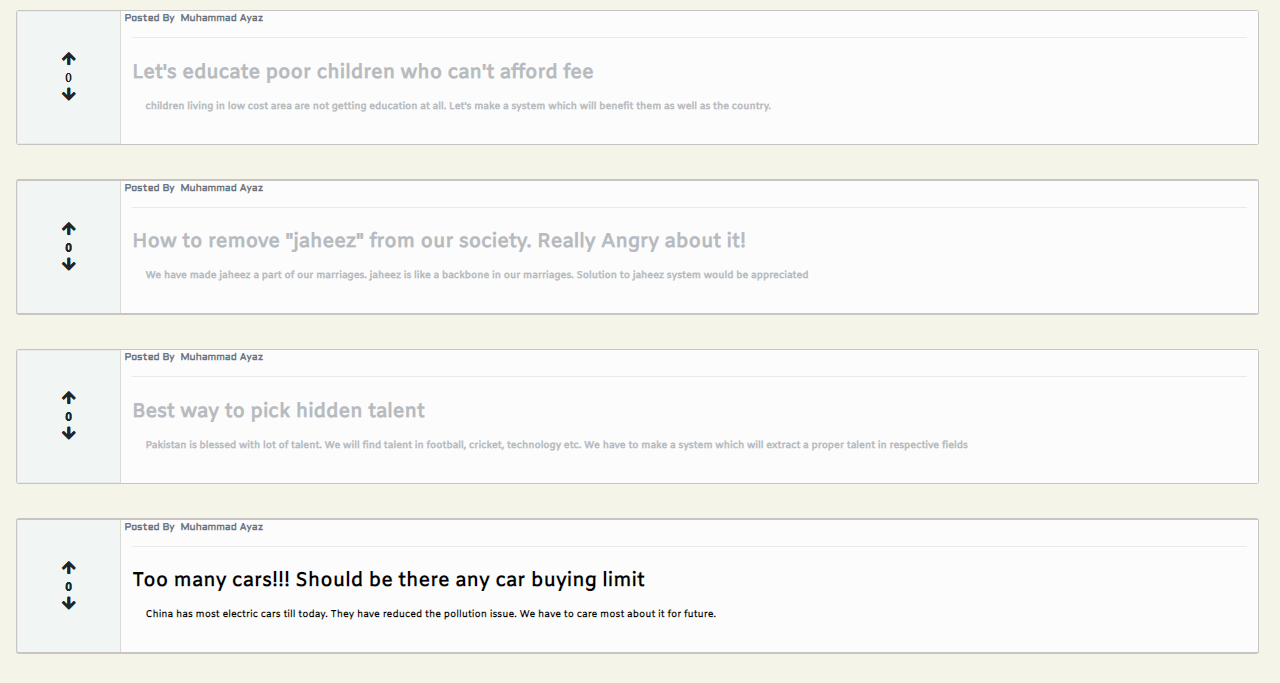 Posted By Muhammad Ayaz
0
Let's educate poor children who can't afford fee
children living in low cost area are not getting education at all. Let's make a system which will benefit them as well as the country.
Posted By Muhammad Ayaz
0
How to remove "jaheez" from our society. Really Angry about it!
We have made jaheez a part of our marriages. jaheez is like a backbone in our marriages. Solution to jaheez system would be appreciated
Posted By Muhammad Ayaz
0
Best way to pick hidden talent
Pakistan is blessed with lot of talent. We will find talent in football, cricket, technology etc. We have to make a system which will extract a proper talent in respective fields
Posted By Muhammad Ayaz
0
Too many cars!!! Should be there any car buying limit
China has most electric cars till today. They have reduced the pollution issue. We have to care most about it for future.